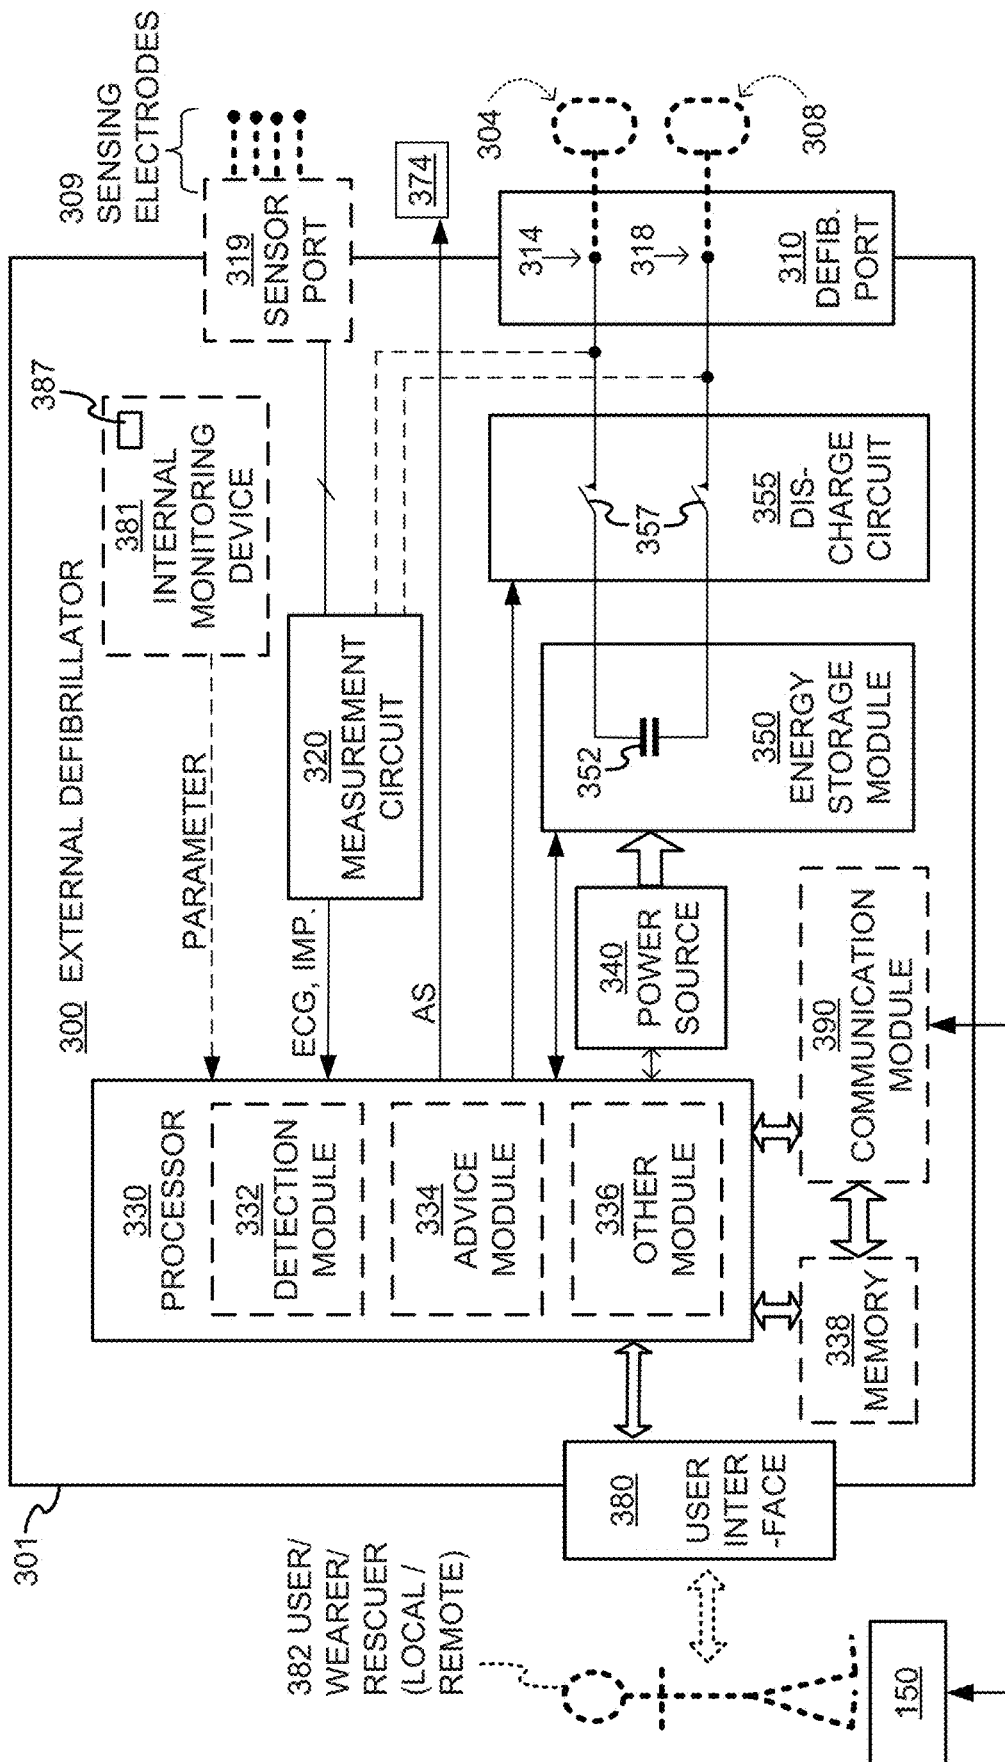 300 EXTERNAL DEFIBRILLATOR
301
382 USER/
WEARER/
RESCUER
(LOCAL /
REMOTE)
150
380
USER
INTER
-FACE
330
PROCESSOR
332
DETECTION
MODULE
334
ADVICE
MODULE
336
OTHER
MODULE
338
MEMORY
390
COMMUNICATION
MODULE
PARAMETER
ECG, IMP.
AS
381
INTERNAL
MONITORING
DEVICE
387
320
MEASUREMENT
CIRCUIT
340
POWER
SOURCE
352
350
ENERGY
STORAGE
MODULE
357
355
DIS-
CHARGE
CIRCUIT
309
SENSING
ELECTRODES
319
SENSOR
PORT
374
304
308
314
318
310
DEFIB.
PORT